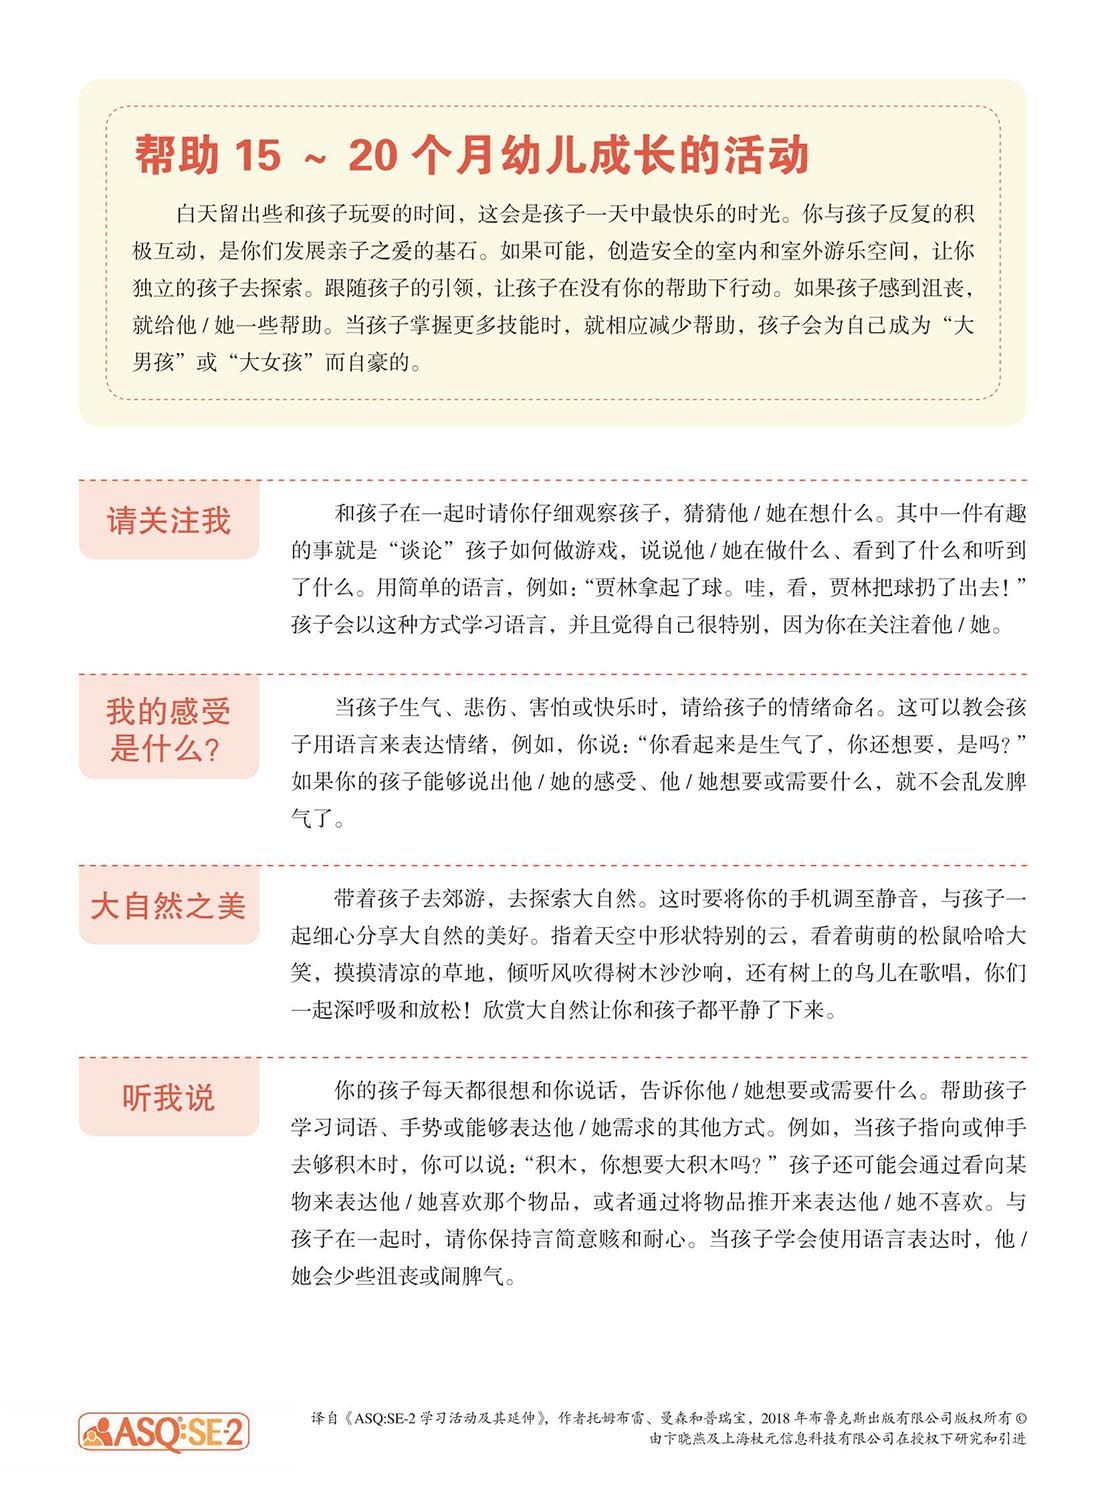 帮助 15 ~ 20 个月幼儿成长的活动
白天留出些和孩子玩耍的时间，这会是孩子一天中最快乐的时光。你与孩子反复的积
极互动，是你们发展亲子之爱的基石。如果可能，创造安全的室内和室外游乐空间，让你
独立的孩子去探索。跟随孩子的引领，让孩子在没有你的帮助下行动。如果孩子感到沮丧，
就给他 / 她一些帮助。当孩子掌握更多技能时，就相应减少帮助，孩子会为自己成为“大
男孩”或“大女孩”而自豪的。
请关注我
和孩子在一起时请你仔细观察孩子，猜猜他 / 她在想什么。其中一件有趣
的事就是“谈论”孩子如何做游戏，说说他 / 她在做什么、看到了什么和听到
了什么。用简单的语言，例如：“贾林拿起了球。哇，看，贾林把球扔了出去！”
孩子会以这种方式学习语言，并且觉得自己很特别，因为你在关注着他 / 她。
我的感受
是什么？
当孩子生气、悲伤、害怕或快乐时，请给孩子的情绪命名。这可以教会孩
子用语言来表达情绪，例如，你说：“你看起来是生气了，你还想要，是吗？”
如果你的孩子能够说出他 / 她的感受、他 / 她想要或需要什么，就不会乱发脾
气了。
大自然之美
带着孩子去郊游，去探索大自然。这时要将你的手机调至静音，与孩子一
起细心分享大自然的美好。指着天空中形状特别的云，看着萌萌的松鼠哈哈大
笑，摸摸清凉的草地，倾听风吹得树木沙沙响，还有树上的鸟儿在歌唱，你们
一起深呼吸和放松！欣赏大自然让你和孩子都平静了下来。
听我说
你的孩子每天都很想和你说话，告诉你他 / 她想要或需要什么。帮助孩子
学习词语、手势或能够表达他 / 她需求的其他方式。例如，当孩子指向或伸手
去够积木时，你可以说：“积木，你想要大积木吗？”孩子还可能会通过看向某
物来表达他 / 她喜欢那个物品，或者通过将物品推开来表达他 / 她不喜欢。与
孩子在一起时，请你保持言简意赅和耐心。当孩子学会使用语言表达时，他 /
她会少些沮丧或闹脾气。
ASQ:SE-2
译自《ASQ:SE-2 学习活动及其延伸》，作者托姆布雷、曼森和普瑞宝，2018 年布鲁克斯出版有限公司版权所有 ©
由卞晓燕及上海杖元信息科技有限公司在授权下研究和引进